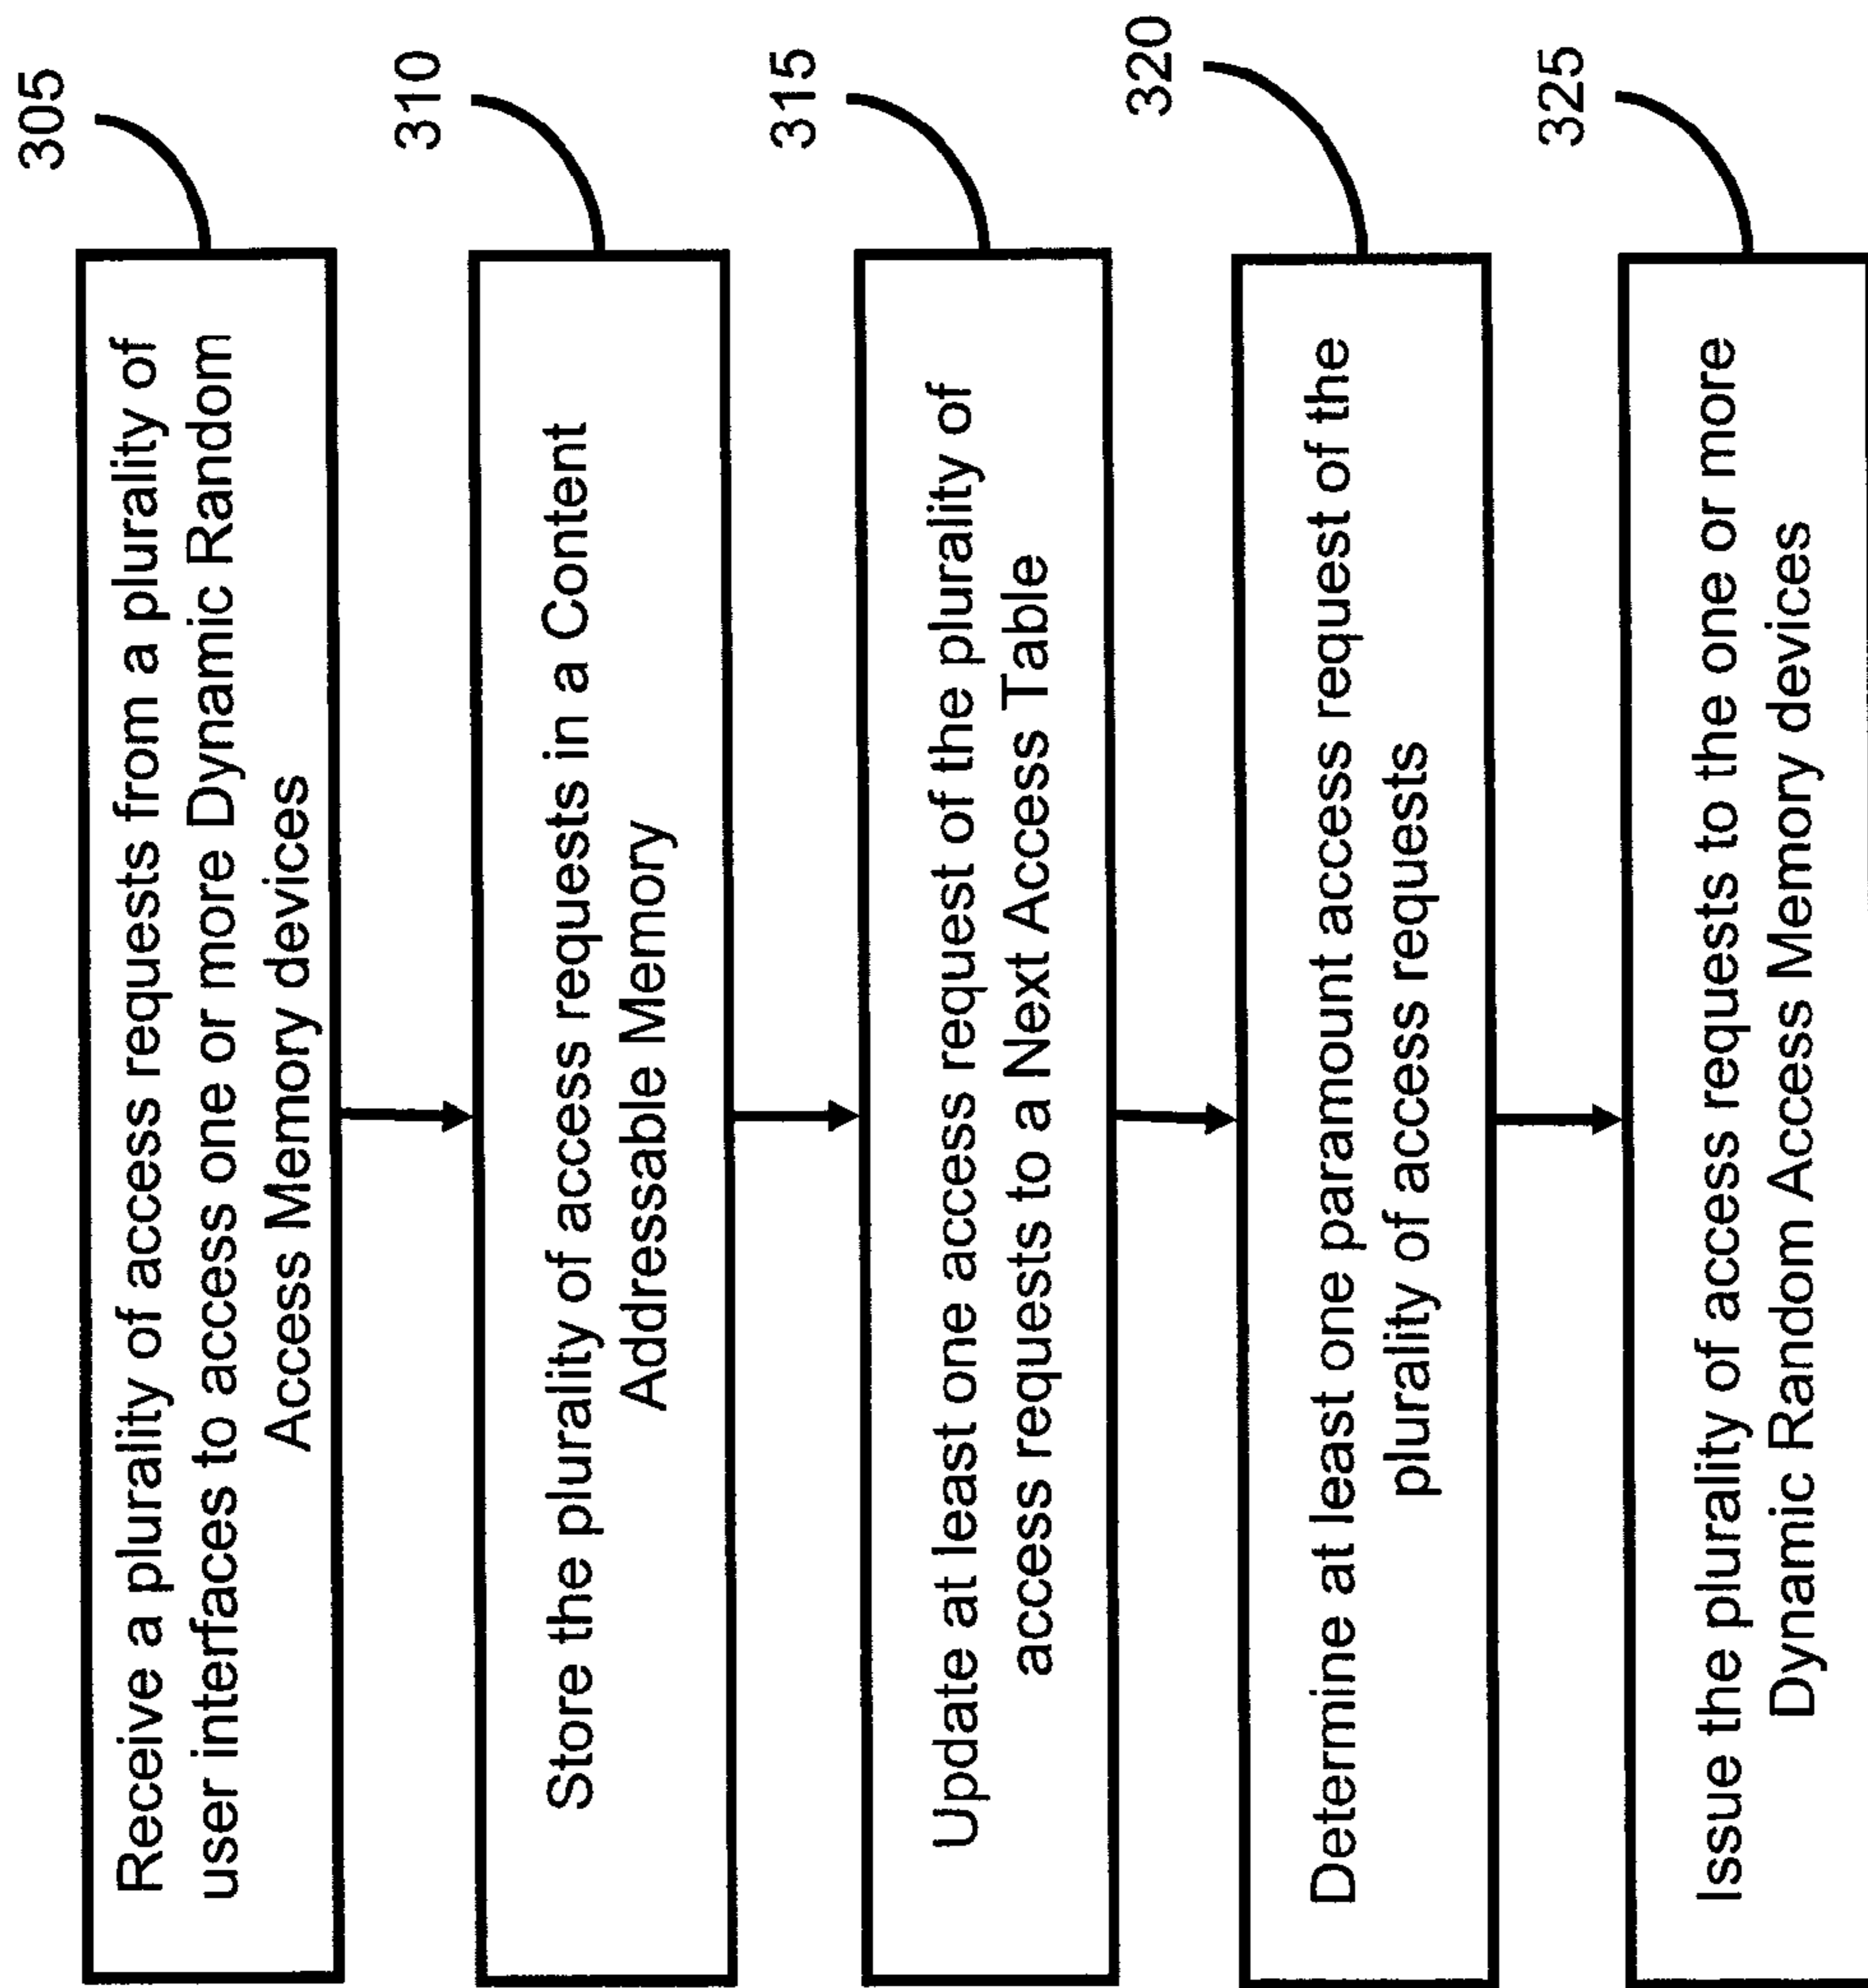 305
Receive a plurality of access requests from a plurality of
user interfaces to access one or more Dynamic Random
Access Memory devices
310
Store the plurality of access requests in a Content
Addressable Memory
315
Update at least one access request of the plurality of
access requests to a Next Access Table
320
Determine at least one paramount access request of the
plurality of access requests
325
Issue the plurality of access requests to the one or more
Dynamic Random Access Memory devices